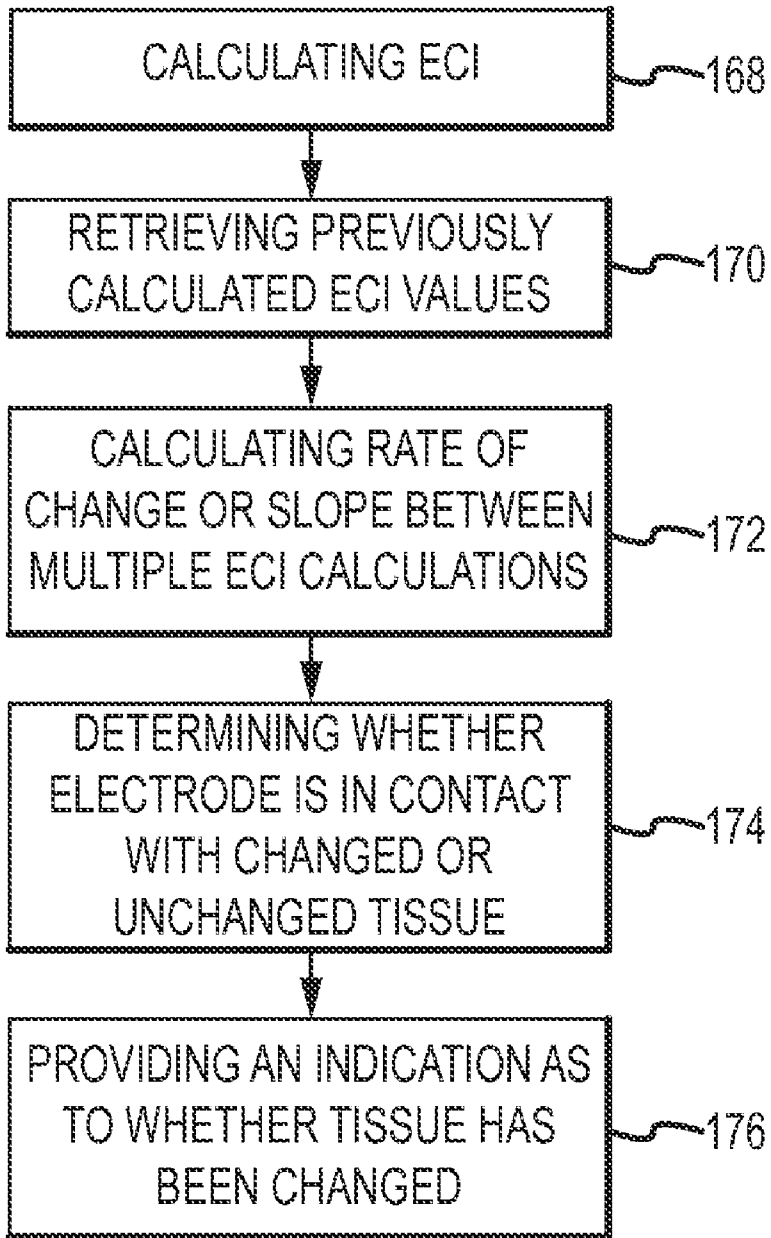 CALCULATING ECI
168
RETRIEVING PREVIOUSLY
CALCULATED ECI VALUES
170
CALCULATING RATE OF
CHANGE OR SLOPE BETWEEN
MULTIPLE ECI CALCULATIONS
172
DETERMINING WHETHER
ELECTRODE IS IN CONTACT
WITH CHANGED OR
UNCHANGED TISSUE
174
PROVIDING AN INDICATION AS
TO WHETHER TISSUE HAS
BEEN CHANGED
176